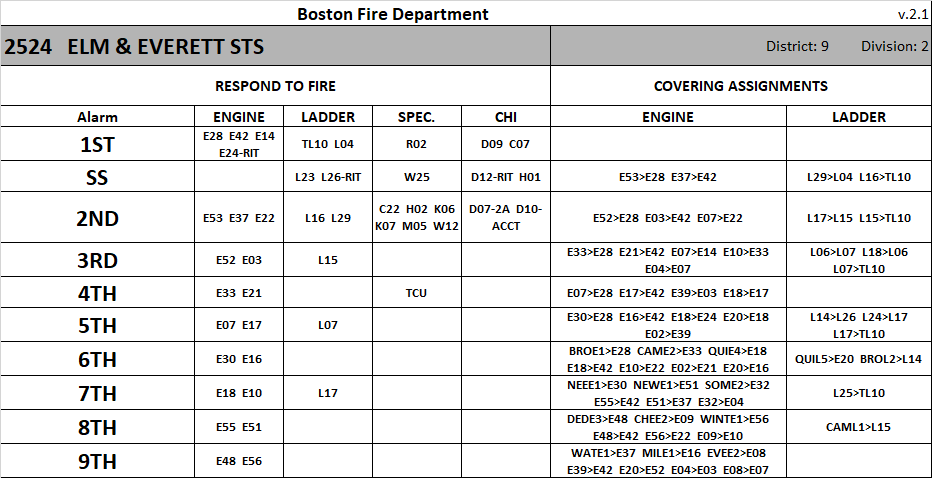 Boston Fire Department v.2.1
2524 ELM & EVERETT STS District: 9 Division: 2
RESPOND TO FIRE COVERING ASSIGNMENTS
Alarm ENGINE LADDER SPEC. CHI ENGINE LADDER
1ST
E28 E42 E14
E24-RIT
TL10 L04
R02
D09 C07
SS
L23 L26-RIT
W25
D12-RIT H01
E53>E28 E37>E42
L29>L04 L16>TL10
2ND
E53 E37 E22
L16 L29
C22 H02 K06
K07 M05 W12
D07-2A D10-
ACCT
E52>E28 E03>E42 E07>E22
L17>L15 L15>TL10
3RD
E52 E03
L15
E33>E28 E21>E42 E07>E14 E10>E33
E04>E07
L06>L07 L18>L06
L07>TL10
4TH
E33 E21
TCU
E07>E28 E17>E42 E39>E03 E18>E17
5TH
E07 E17
L07
E30>E28 E16>E42 E18>E24 E20>E18
E02>E39
L14>L26 L24>L17
L17>TL10
6TH
E30 E16
BROE1>E28 CAME2>E33 QUIE4>E18
E18>E42 E10>E22 E02>E21 E20>E16
QUIL5>E20 BROL2>L14
7TH
E18 E10
L17
NEEE1>E30 NEWE1>E51 SOME2>E32
E55>E42 E51>E37 E32>E04
L25>TL10
8TH
E55 E51
DEDE3>E48 CHEE2>E09 WINTE1>E56
E48>E42 E56>E22 E09>E10
CAML1>L15
9TH
E48 E56
WATE1>E37 MILE1>E16 EVEE2>E08
E39>E42 E20>E52 E04>E03 E08>E07